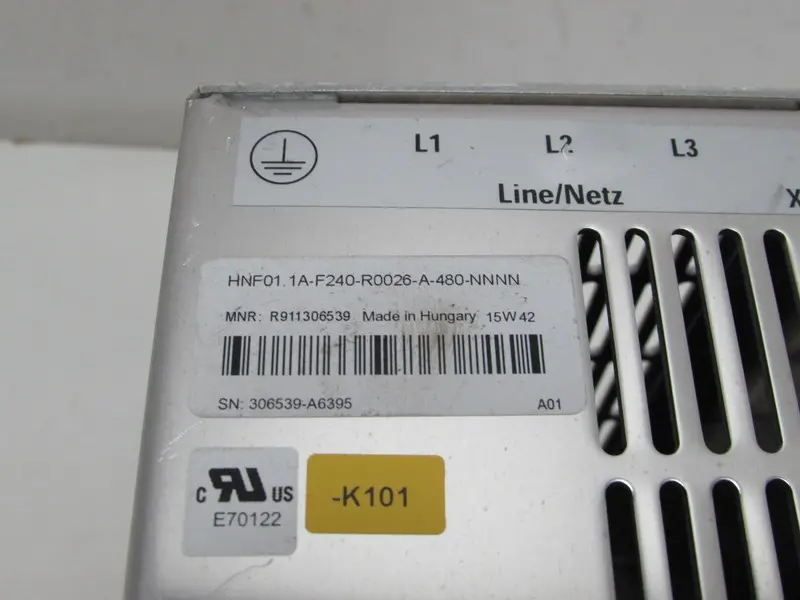 L1 L2 L3
Line/Netz X
HNF01.1A-F240-R0026-A-480-NNNN
MNR: R911306539 Made in Hungary 15W42
SN: 306539-A6395 A01
c RU US
E70122
-K101